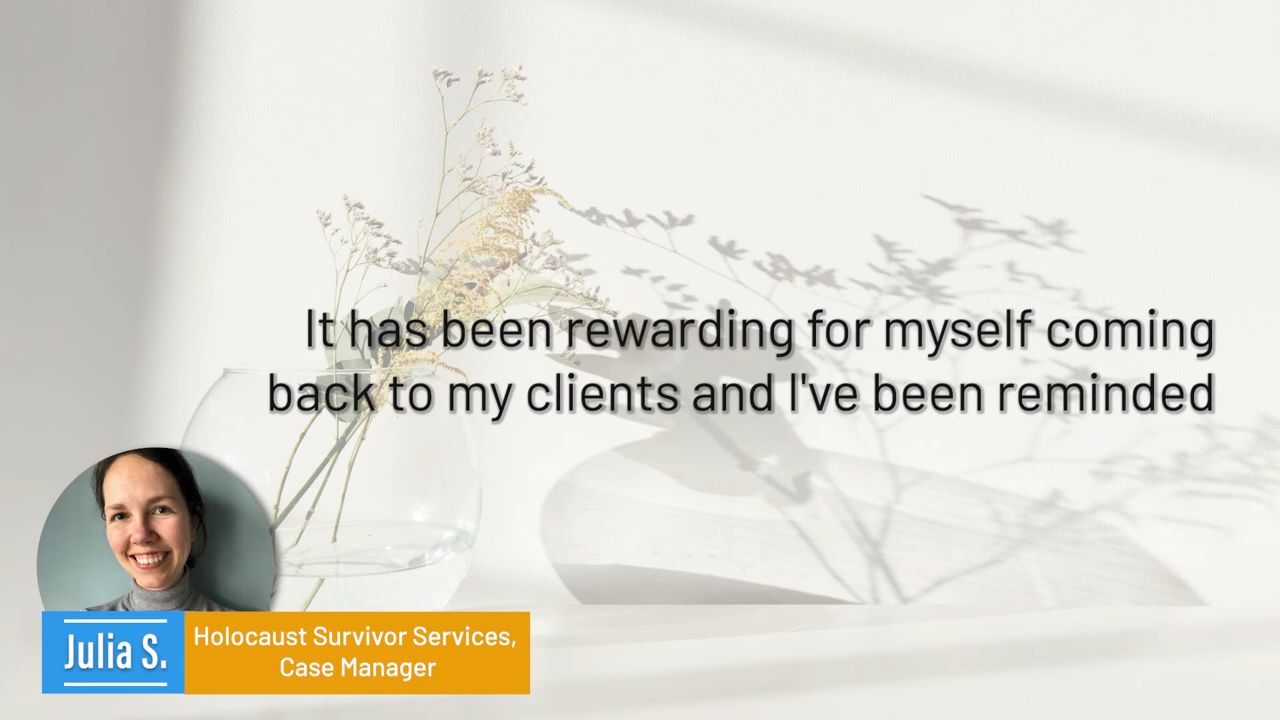 It has been rewarding for myself coming
back to my clients and I've been reminded
Julia S.
Holocaust Survivor Services,
Case Manager